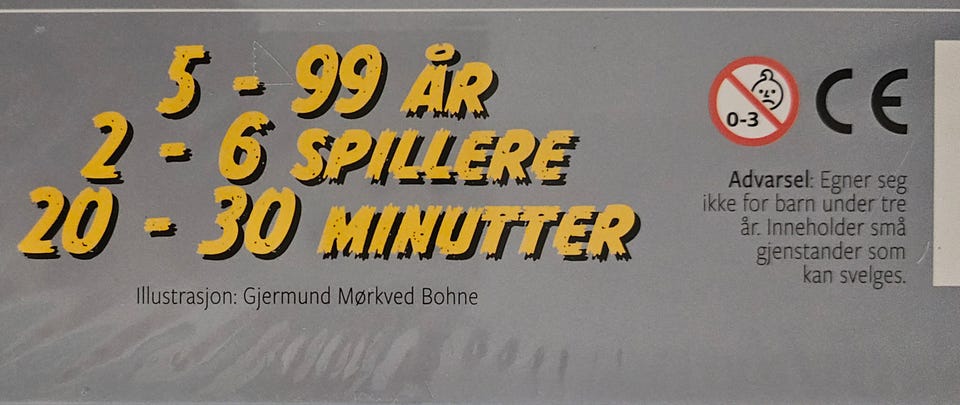 5 - 99 ÅR
2 - 6 SPILLERE
20 - 30 MINUTTER
Illustrasjon: Gjermund Mørkved Bohne
0-3
CE
Advarsel: Egner seg
ikke for barn under tre
år. Inneholder små
gjenstander som
kan svelges.